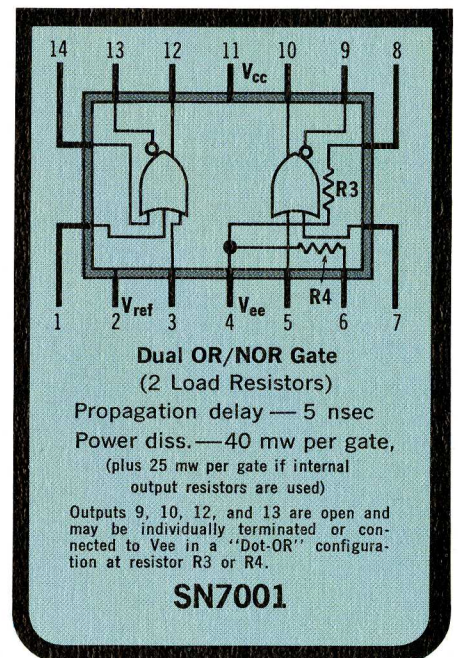 14 13 12 11 10 9 8
Vcc
R3
R4
Vref Vee
1 2 3 4 5 6 7
Dual OR/NOR Gate
(2 Load Resistors)
Propagation delay — 5 nsec
Power diss.—40 mw per gate,
(plus 25 mw per gate if internal
output resistors are used)
Outputs 9, 10, 12, and 13 are open and
may be individually terminated or con-
nected to Vee in a "Dot-OR" configura-
tion at resistor R3 or R4.
SN7001